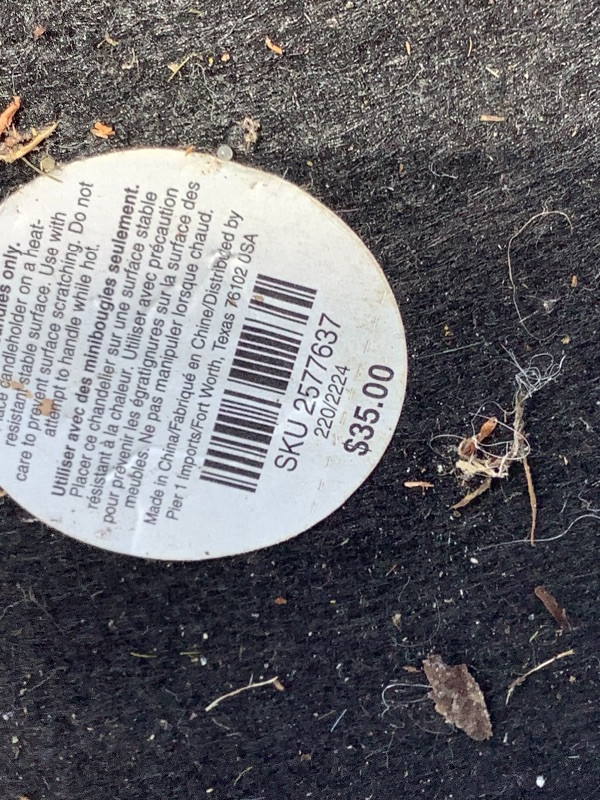 candles only.
candleholder on a heat-
resistant stable surface. Use with
care to prevent surface scratching. Do not
attempt to handle while hot.
Utiliser avec des minibougies seulement.
Placer ce chandelier sur une surface stable
résistant à la chaleur. Utiliser avec précaution
pour prévenir les égratignures sur la surface des
meubles. Ne pas manipuler lorsque chaud.
Made in China/Fabriqué en Chine/Distributed by
Pier 1 Imports/Fort Worth, Texas 76102 USA
SKU 2577637
220/2224
$35.00